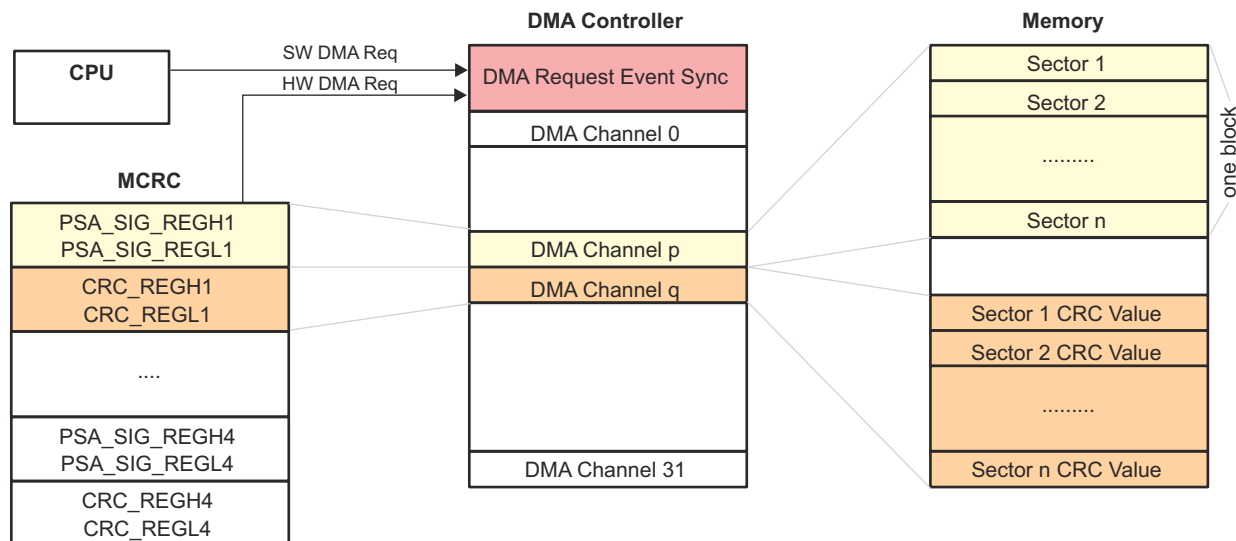 DMA Controller
Memory
CPU
SW DMA Req
HW DMA Req
DMA Request Event Sync
DMA Channel 0
DMA Channel p
DMA Channel q
DMA Channel 31
MCRC
PSA_SIG_REGH1
PSA_SIG_REGL1
CRC_REGH1
CRC_REGL1
....
PSA_SIG_REGH4
PSA_SIG_REGL4
CRC_REGH4
CRC_REGL4
Sector 1
Sector 2
.........
Sector n
one block
Sector 1 CRC Value
Sector 2 CRC Value
.........
Sector n CRC Value